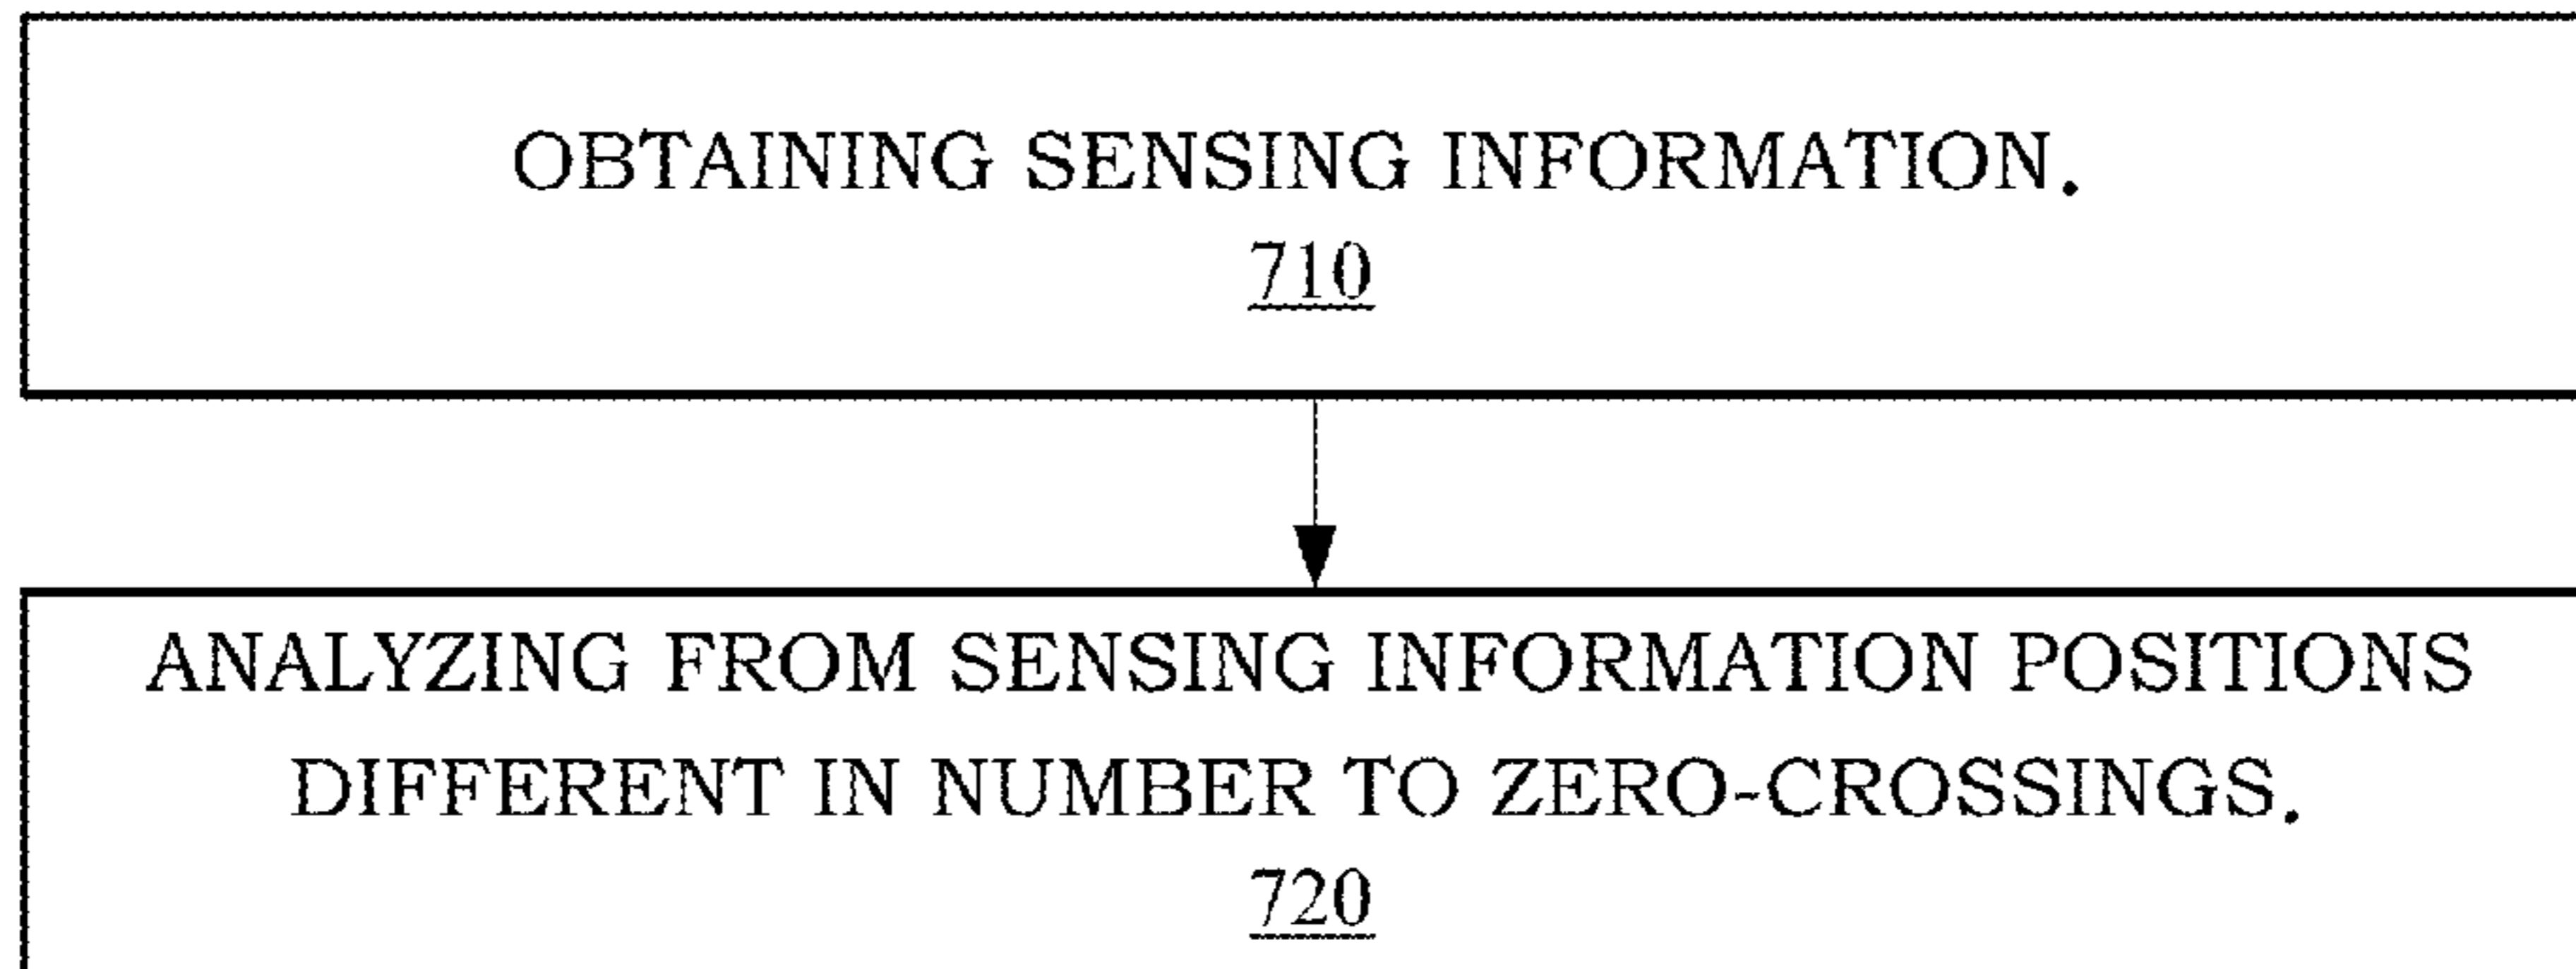 OBTAINING SENSING INFORMATION.
710
ANALYZING FROM SENSING INFORMATION POSITIONS
DIFFERENT IN NUMBER TO ZERO-CROSSINGS.
720